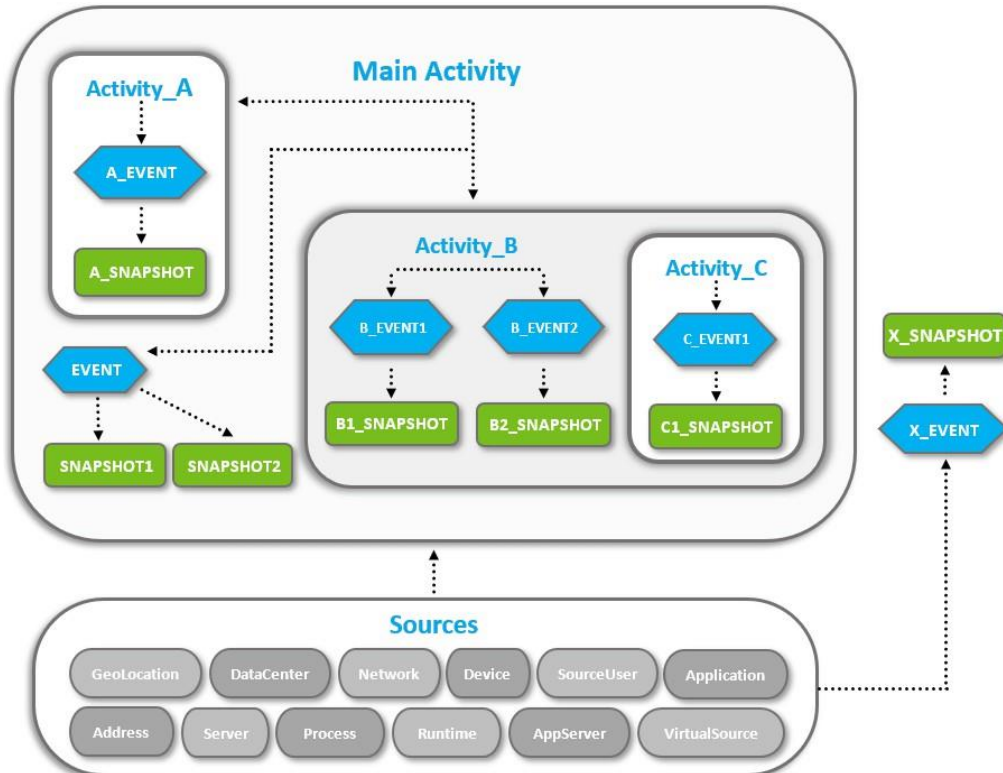 Main Activity
Activity_A
A_EVENT
A_SNAPSHOT
Activity_B
B_EVENT1
B_EVENT2
B1_SNAPSHOT
B2_SNAPSHOT
Activity_C
C_EVENT1
C1_SNAPSHOT
EVENT
SNAPSHOT1
SNAPSHOT2
X_SNAPSHOT
X_EVENT
Sources
GeoLocation
DataCenter
Network
Device
SourceUser
Application
Address
Server
Process
Runtime
AppServer
VirtualSource